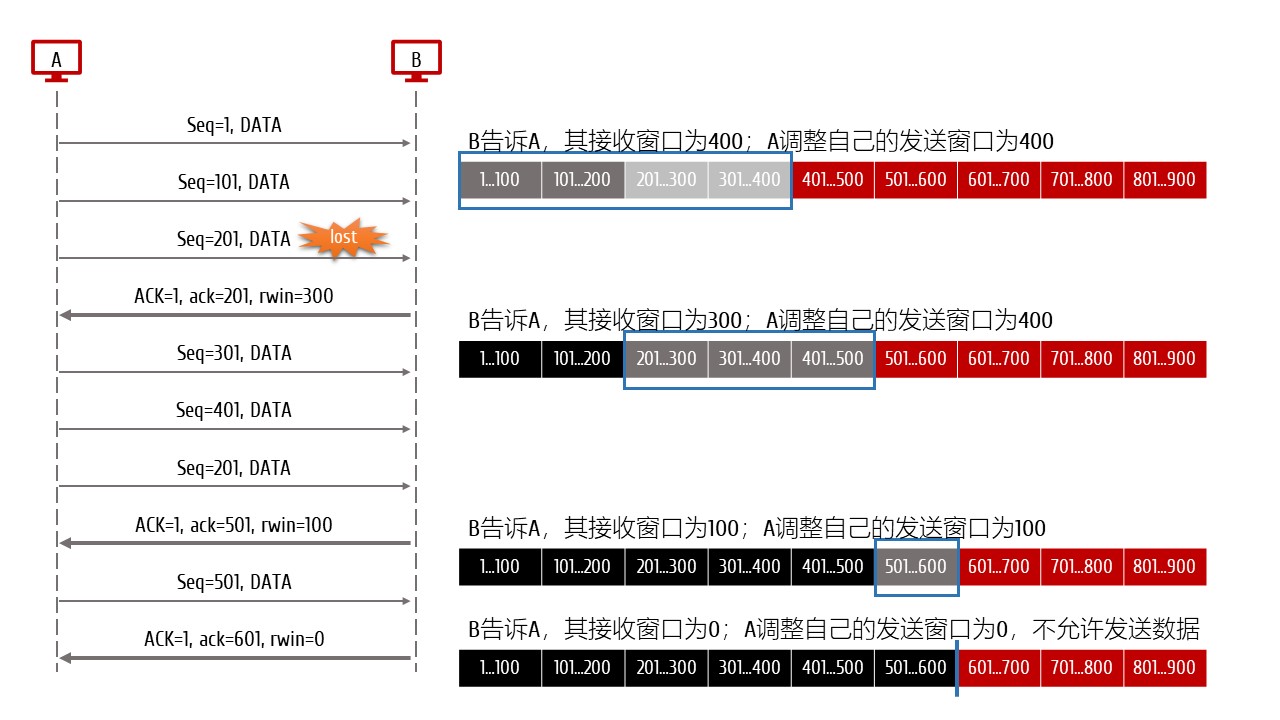 A
B
Seq=1, DATA
Seq=101, DATA
Seq=201, DATA
lost
ACK=1, ack=201, rwin=300
Seq=301, DATA
Seq=401, DATA
Seq=201, DATA
ACK=1, ack=501, rwin=100
Seq=501, DATA
ACK=1, ack=601, rwin=0
B告诉A，其接收窗口为400；A调整自己的发送窗口为400
1...100 101...200 201...300 301...400 401...500 501...600 601...700 701...800 801...900
B告诉A，其接收窗口为300；A调整自己的发送窗口为400
1...100 101...200 201...300 301...400 401...500 501...600 601...700 701...800 801...900
B告诉A，其接收窗口为100；A调整自己的发送窗口为100
1...100 101...200 201...300 301...400 401...500 501...600 601...700 701...800 801...900
B告诉A，其接收窗口为0；A调整自己的发送窗口为0，不允许发送数据
1...100 101...200 201...300 301...400 401...500 501...600 601...700 701...800 801...900